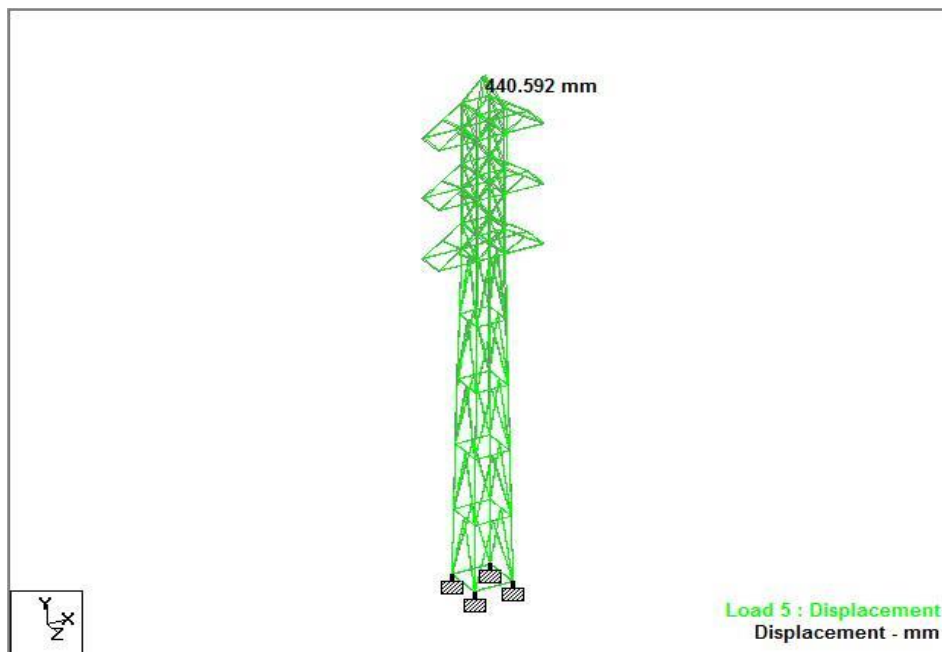 440.592 mm
Y
X
Z
Load 5 : Displacement
Displacement - mm